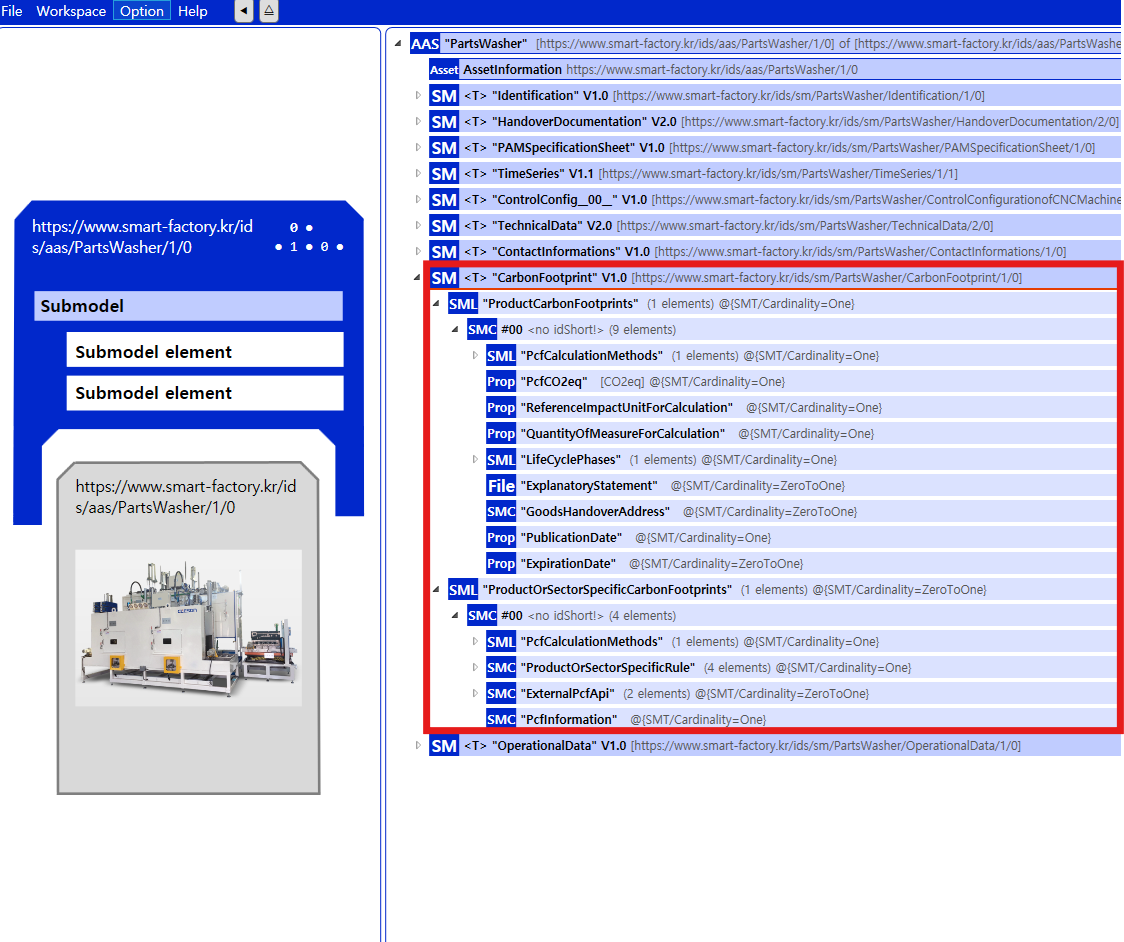 File Workspace Option Help
https://www.smart-factory.kr/id
s/aas/PartsWasher/1/0
0
1 0
Submodel
Submodel element
Submodel element
https://www.smart-factory.kr/id
s/aas/PartsWasher/1/0
AAS "PartsWasher" [https://www.smart-factory.kr/ids/aas/PartsWasher/1/0] of [https://www.smart-factory.kr/ids/aas/PartsWashe
Asset AssetInformation https://www.smart-factory.kr/ids/aas/PartsWasher/1/0
SM <T> "Identification" V1.0 [https://www.smart-factory.kr/ids/sm/PartsWasher/Identification/1/0]
SM <T> "HandoverDocumentation" V2.0 [https://www.smart-factory.kr/ids/sm/PartsWasher/HandoverDocumentation/2/0]
SM <T> "PAMSpecificationSheet" V1.0 [https://www.smart-factory.kr/ids/sm/PartsWasher/PAMSpecificationSheet/1/0]
SM <T> "TimeSeries" V1.1 [https://www.smart-factory.kr/ids/sm/PartsWasher/TimeSeries/1/1]
SM <T> "ControlConfig__00__" V1.0 [https://www.smart-factory.kr/ids/sm/PartsWasher/ControlConfigurationofCNCMachine
SM <T> "TechnicalData" V2.0 [https://www.smart-factory.kr/ids/sm/PartsWasher/TechnicalData/2/0]
SM <T> "ContactInformations" V1.0 [https://www.smart-factory.kr/ids/sm/PartsWasher/ContactInformations/1/0]
SM <T> "CarbonFootprint" V1.0 [https://www.smart-factory.kr/ids/sm/PartsWasher/CarbonFootprint/1/0]
SML "ProductCarbonFootprints" (1 elements) @{SMT/Cardinality=One}
SMC #00 <no idShort!> (9 elements)
SML "PcfCalculationMethods" (1 elements) @{SMT/Cardinality=One}
Prop "PcfCO2eq" [CO2eq] @{SMT/Cardinality=One}
Prop "ReferenceImpactUnitForCalculation" @{SMT/Cardinality=One}
Prop "QuantityOfMeasureForCalculation" @{SMT/Cardinality=One}
SML "LifeCyclePhases" (1 elements) @{SMT/Cardinality=One}
File "ExplanatoryStatement" @{SMT/Cardinality=ZeroToOne}
SMC "GoodsHandoverAddress" @{SMT/Cardinality=ZeroToOne}
Prop "PublicationDate" @{SMT/Cardinality=One}
Prop "ExpirationDate" @{SMT/Cardinality=ZeroToOne}
SML "ProductOrSectorSpecificCarbonFootprints" (1 elements) @{SMT/Cardinality=ZeroToOne}
SMC #00 <no idShort!> (4 elements)
SML "PcfCalculationMethods" (1 elements) @{SMT/Cardinality=One}
SMC "ProductOrSectorSpecificRule" (4 elements) @{SMT/Cardinality=One}
SMC "ExternalPcfApi" (2 elements) @{SMT/Cardinality=ZeroToOne}
SMC "PcfInformation" @{SMT/Cardinality=One}
SM <T> "OperationalData" V1.0 [https://www.smart-factory.kr/ids/sm/PartsWasher/OperationalData/1/0]